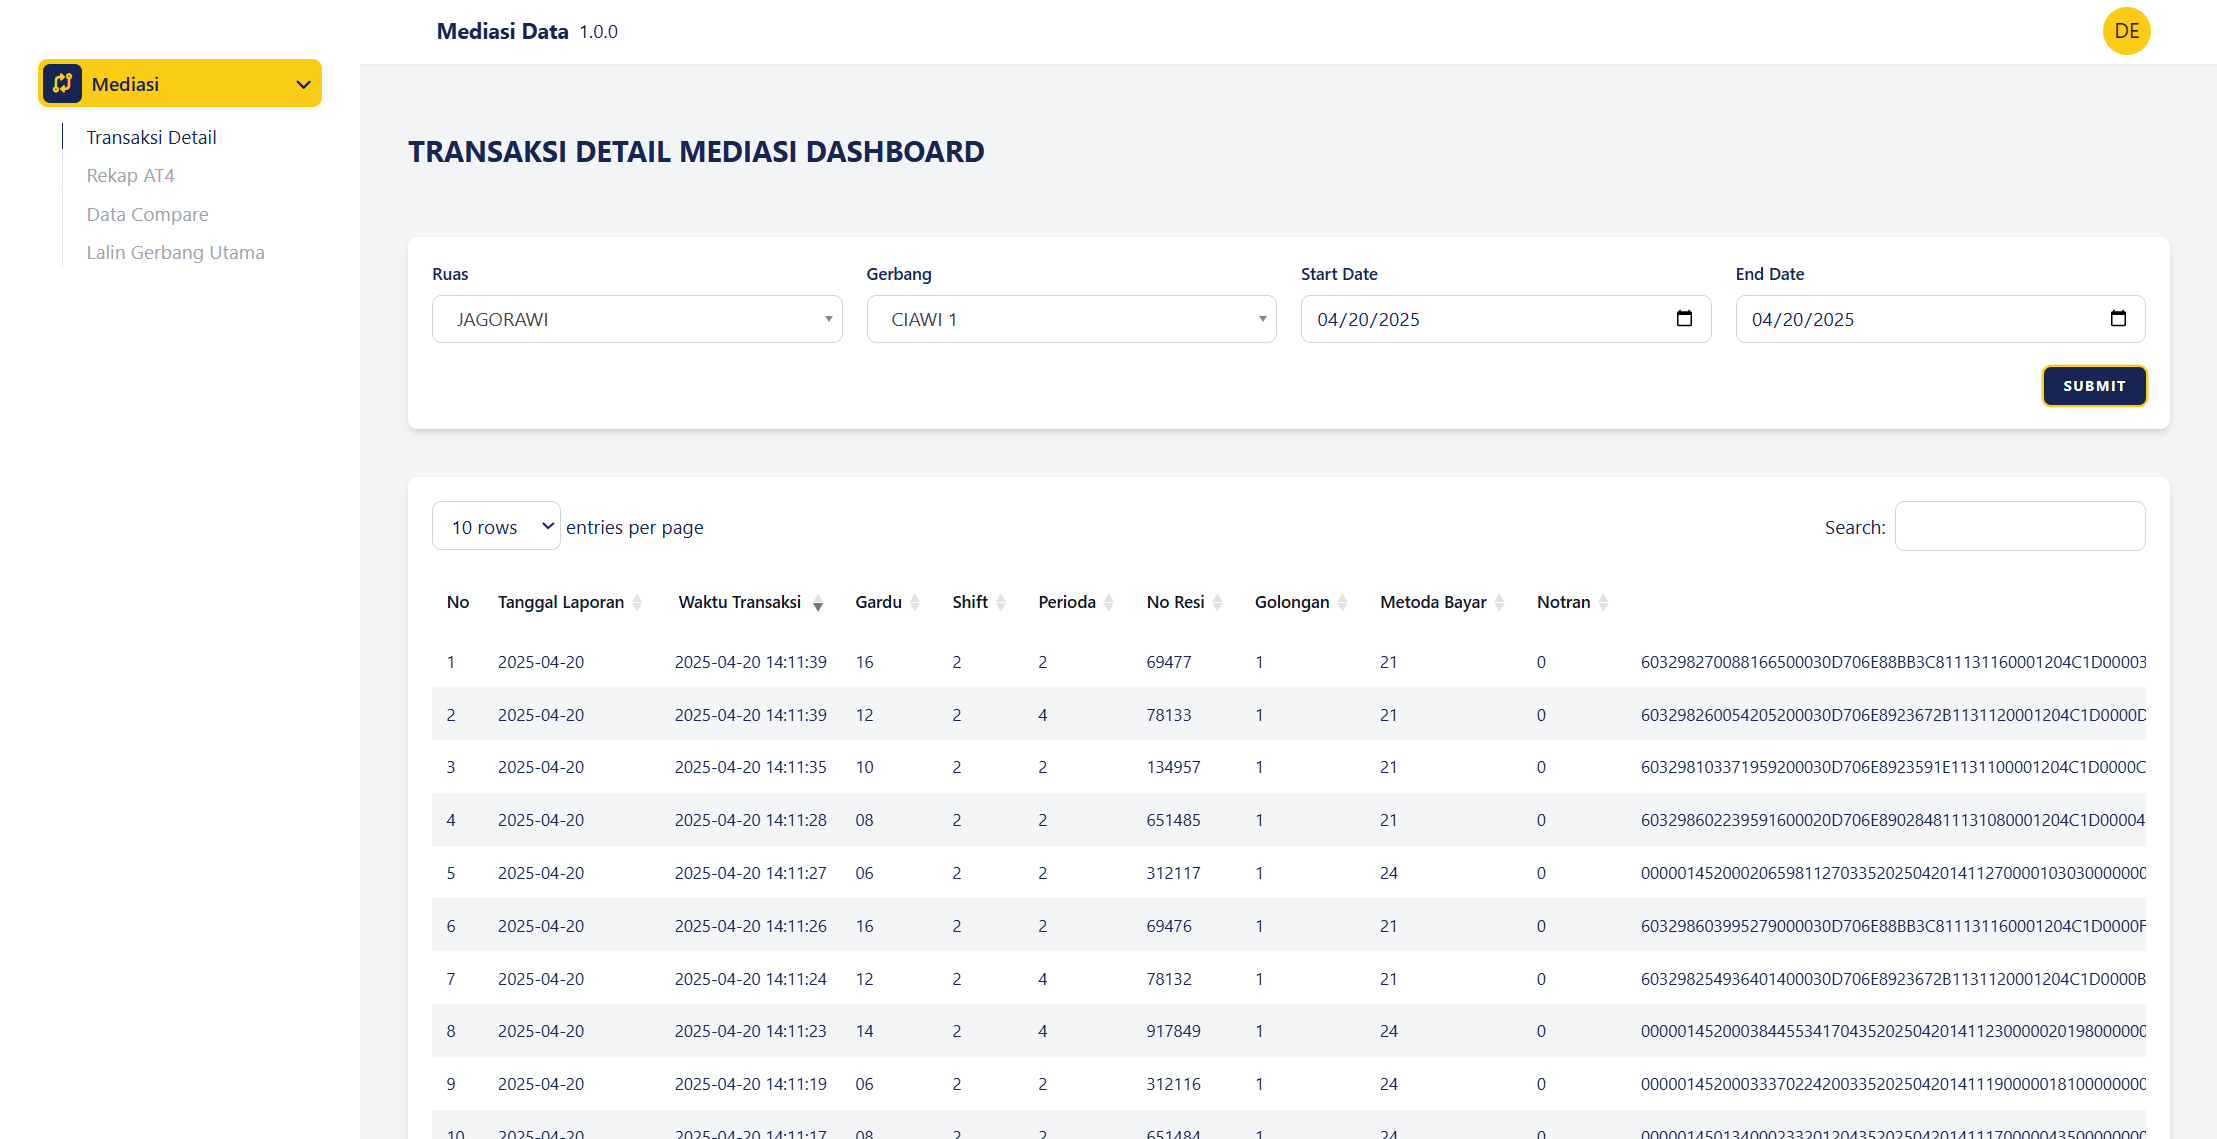 Mediasi Data 1.0.0
DE
Mediasi
Transaksi Detail
Rekap AT4
Data Compare
Lalin Gerbang Utama
TRANSAKSI DETAIL MEDIASI DASHBOARD
Ruas Gerbang Start Date End Date
JAGORAWI CIAWI 1 04/20/2025 04/20/2025
SUBMIT
10 rows entries per page Search:
No Tanggal Laporan Waktu Transaksi Gardu Shift Perioda No Resi Golongan Metoda Bayar Notran
1 2025-04-20 2025-04-20 14:11:39 16 2 2 69477 1 21 0 603298270088166500030D706E88BB3C811131160001204C1D00003
2 2025-04-20 2025-04-20 14:11:39 12 2 4 78133 1 21 0 603298260054205200030D706E8923672B1131120001204C1D0000D
3 2025-04-20 2025-04-20 14:11:35 10 2 2 134957 1 21 0 603298103371959200030D706E8923591E1131100001204C1D0000C
4 2025-04-20 2025-04-20 14:11:28 08 2 2 651485 1 21 0 603298602239591600020D706E890284811131080001204C1D00004
5 2025-04-20 2025-04-20 14:11:27 06 2 2 312117 1 24 0 0000014520002065981127033520250420141127000010303000000​0
6 2025-04-20 2025-04-20 14:11:26 16 2 2 69476 1 21 0 603298603995279000030D706E88BB3C811131160001204C1D0000F
7 2025-04-20 2025-04-20 14:11:24 12 2 4 78132 1 21 0 603298254936401400030D706E8923672B1131120001204C1D0000B
8 2025-04-20 2025-04-20 14:11:23 14 2 4 917849 1 24 0 00000145200038445534170435202504201411230000020198000000
9 2025-04-20 2025-04-20 14:11:19 06 2 2 312116 1 24 0 00000145200033370224200335202504201411190000018100000000
10 2025-04-20 2025-04-20 14:11:17 08 2 2 651484 1 24 0 00000145013400023320120435202504201411170000043500000000